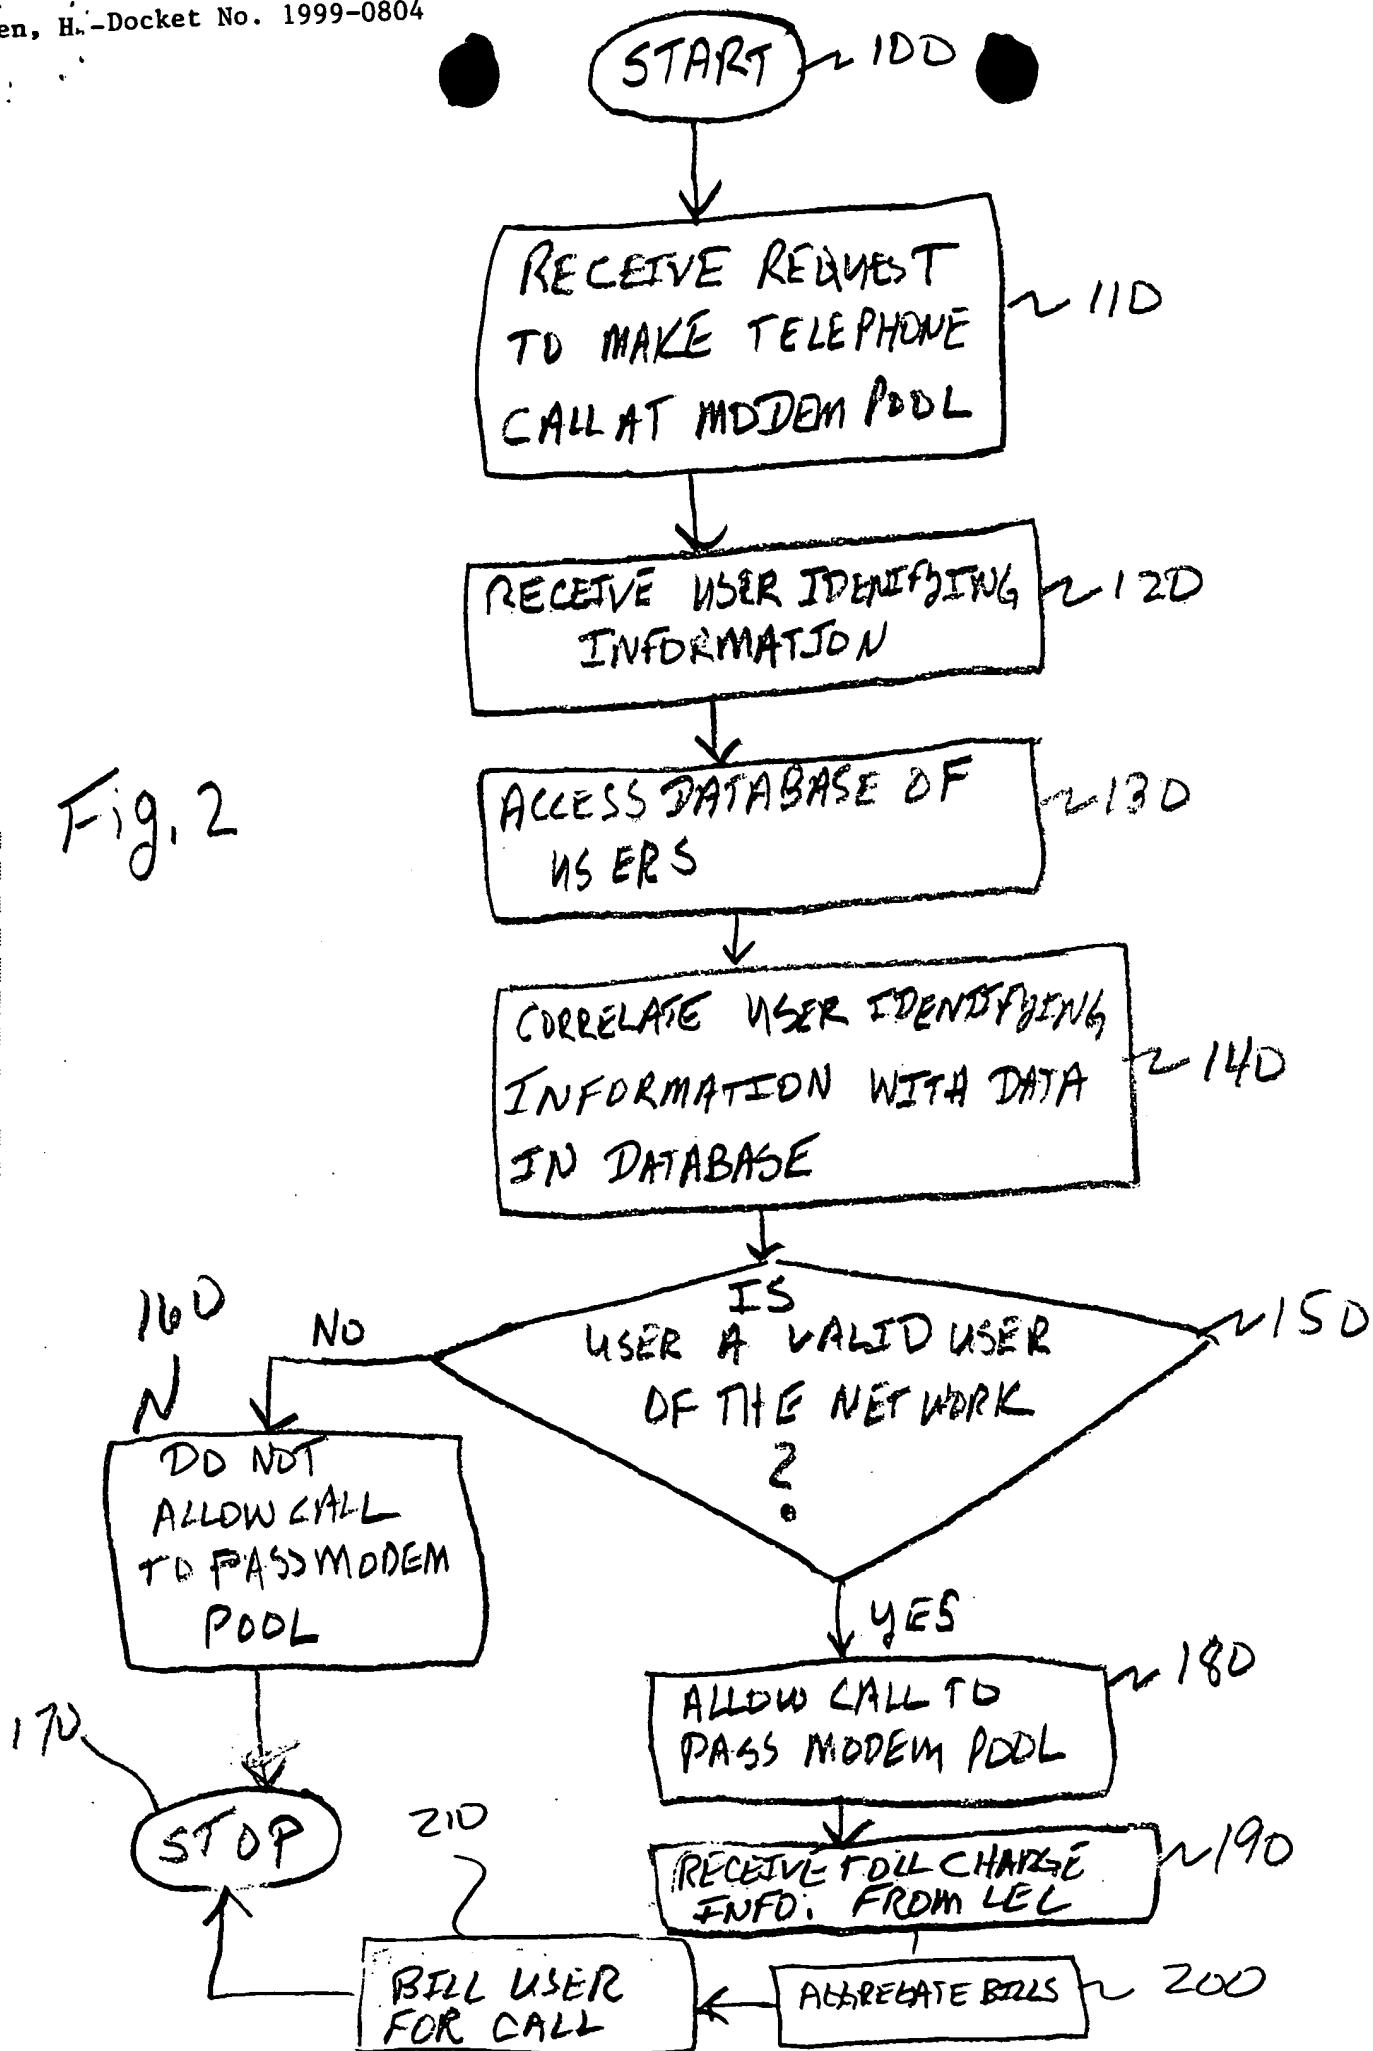 en, H.-Docket No. 1999-0804
START
100
RECEIVE REQUEST
TO MAKE TELEPHONE
CALL AT MODEM POOL
110
RECEIVE USER IDENIFYING
INFORMATION
120
Fig. 2
ACCESS DATABASE OF
USERS
130
CORRELATE USER IDENTIFYING
INFORMATION WITH DATA
IN DATABASE
140
IS
USER A VALID USER
OF THE NETWORK
?
150
NO
160
DO NOT
ALLOW CALL
TO PASS MODEM
POOL
YES
ALLOW CALL TO
PASS MODEM POOL
180
170
STOP
RECEIVE TOLL CHARGE
INFO. FROM LEC
190
210
BILL USER
FOR CALL
AGGREGATE BILLS
200